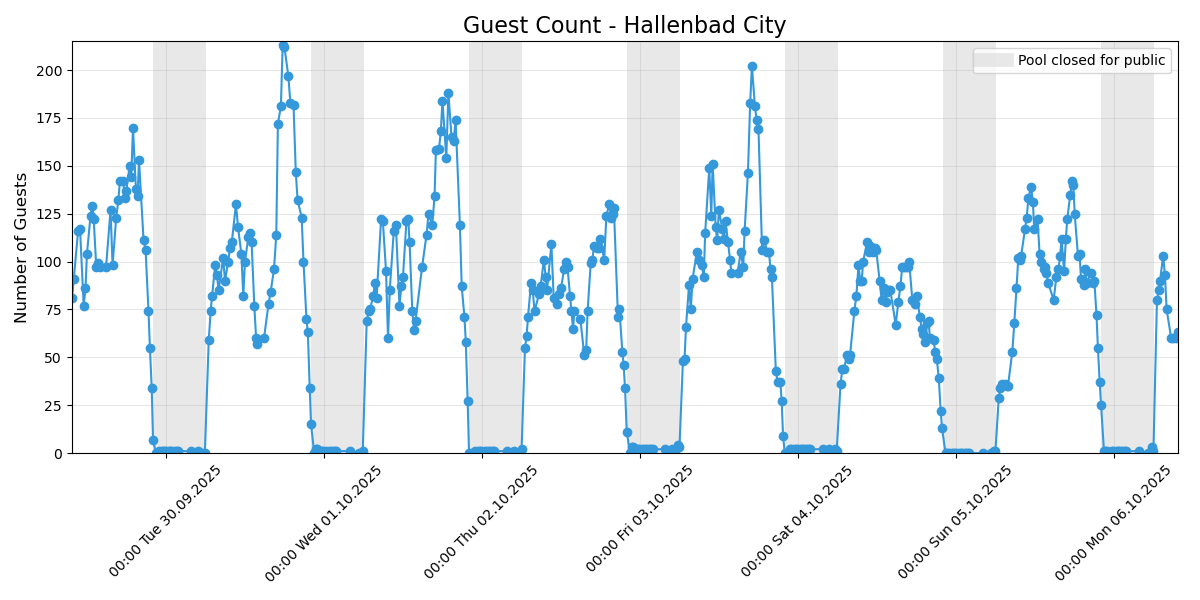 Guest Count - Hallenbad City
Pool closed for public
Number of Guests
200
175
150
125
100
75
50
25
0
00:00 Tue 30.09.2025
00:00 Wed 01.10.2025
00:00 Thu 02.10.2025
00:00 Fri 03.10.2025
00:00 Sat 04.10.2025
00:00 Sun 05.10.2025
00:00 Mon 06.10.2025